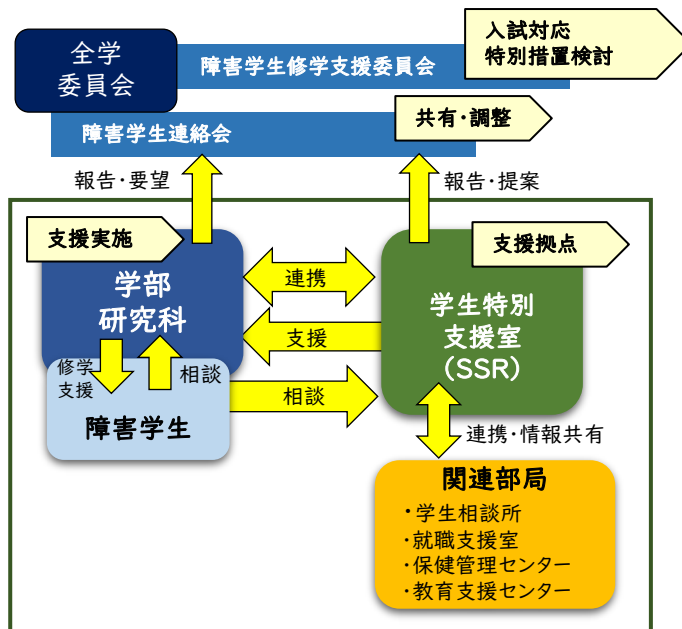 全学
委員会
障害学生修学支援委員会
入試対応
特別措置検討
障害学生連絡会
共有・調整
報告・要望
報告・提案
支援実施
支援拠点
学部
研究科
連携
学生特別
支援室
(SSR)
支援
修学
支援
相談
障害学生
相談
連携・情報共有
関連部局
・学生相談所
・就職支援室
・保健管理センター
・教育支援センター